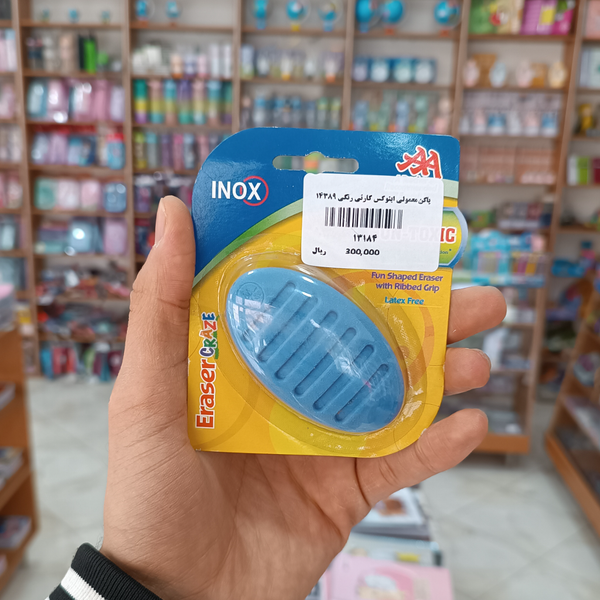 INOX
AA
پاکن معمولی اینوکس کارتی رنگی ۱۴۳۸۹
۱۳۱۸۴
300,000 ریال
Fun Shaped Eraser
with Ribbed Grip
Latex Free
Eraser CRAZE